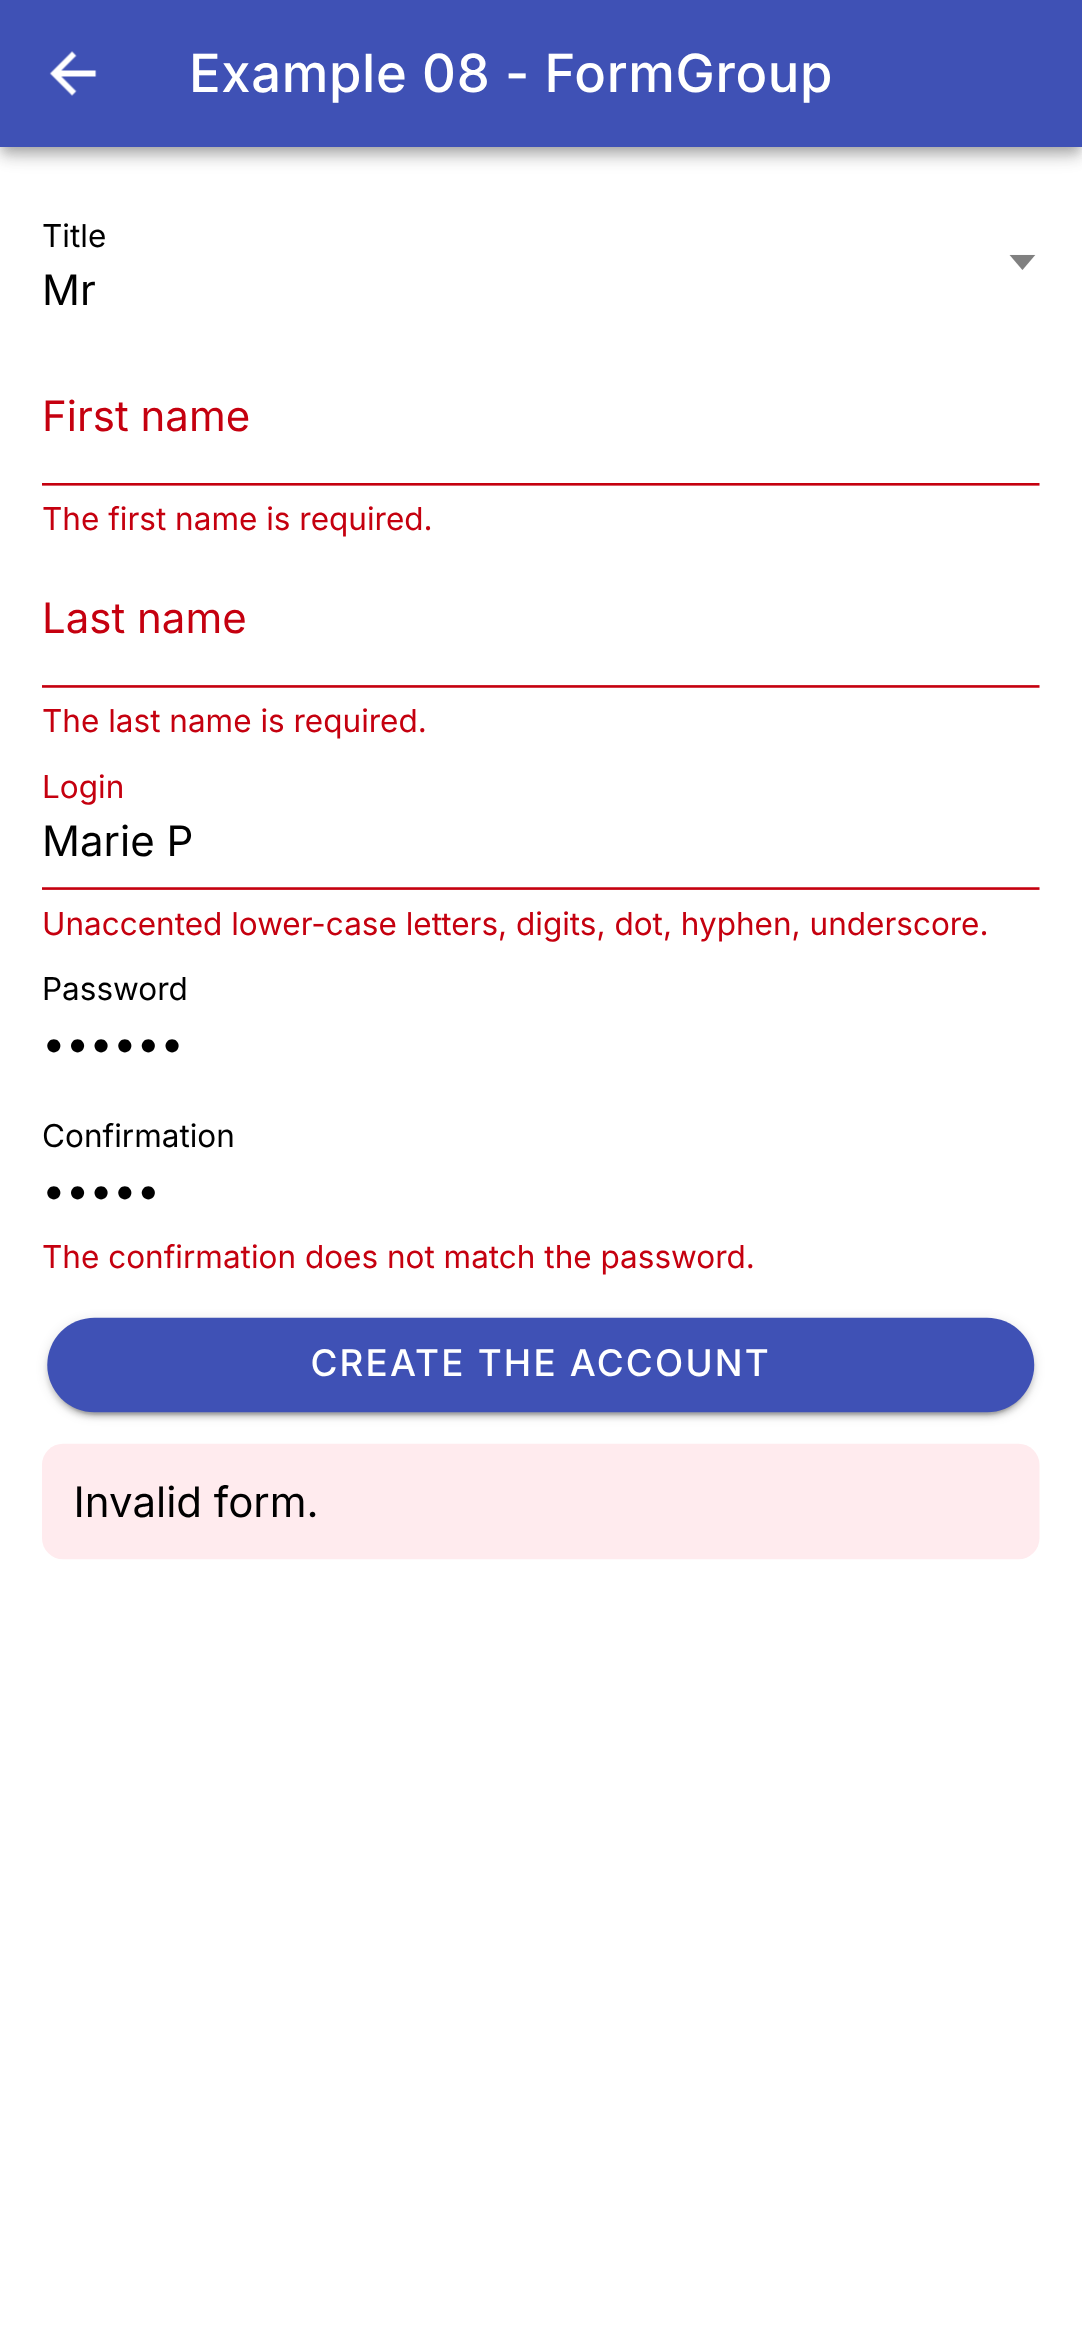 Example 08 - FormGroup
Title
Mr
First name
The first name is required.
Last name
The last name is required.
Login
Marie P
Unaccented lower-case letters, digits, dot, hyphen, underscore.
Password
••••••
Confirmation
•••••
The confirmation does not match the password.
CREATE THE ACCOUNT
Invalid form.